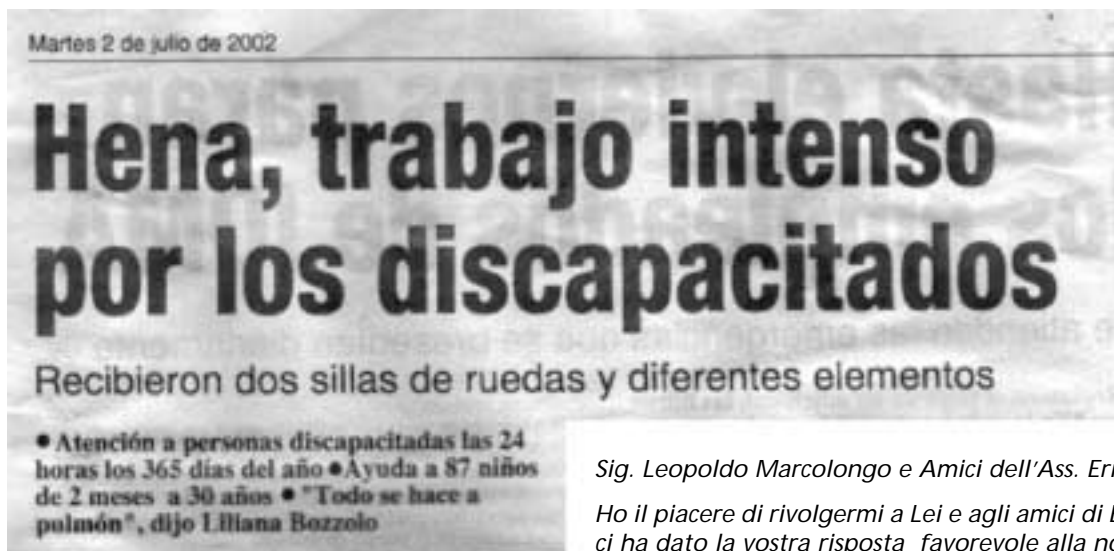 Martes 2 de julio de 2002
Hena, trabajo intenso
por los discapacitados
Recibieron dos sillas de ruedas y diferentes elementos
● Atención a personas discapacitadas las 24
horas los 365 días del año ● Ayuda a 87 niños
de 2 meses a 30 años ● "Todo se hace a
pulmón", dijo Liliana Bozzolo
Sig. Leopoldo Marcolongo e Amici dell'Ass.
Ho il piacere di rivolgermi a Lei e agli amici di
ci ha dato la vostra risposta favorevole alla